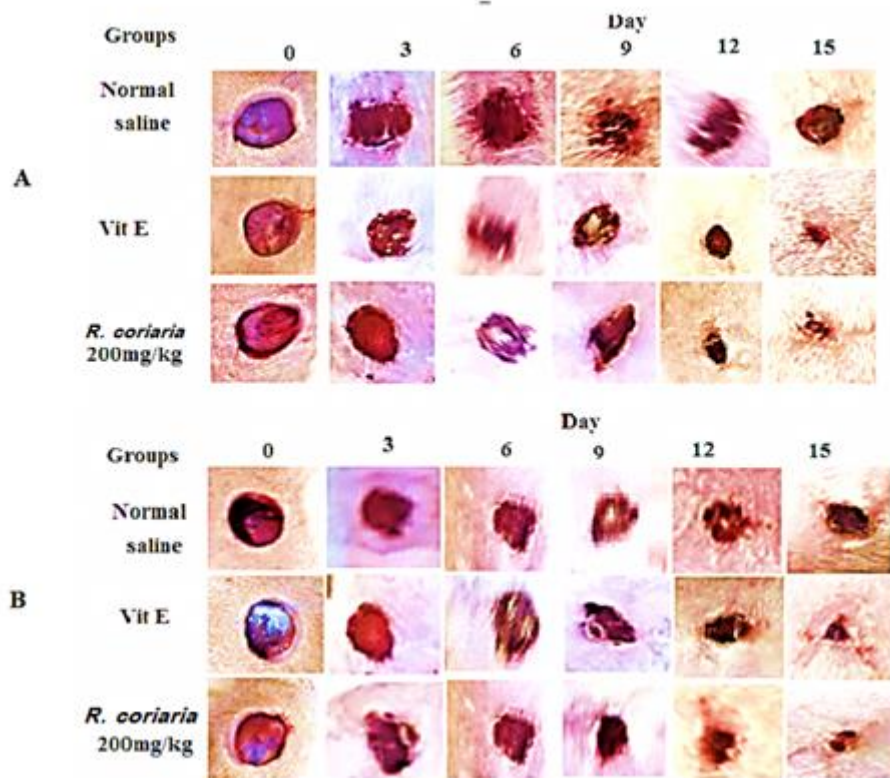 Day
Groups 0 3 6 9 12 15
Normal
saline
A
Vit E
R. coriaria
200mg/kg
Day
Groups 0 3 6 9 12 15
Normal
saline
B
Vit E
R. coriaria
200mg/kg